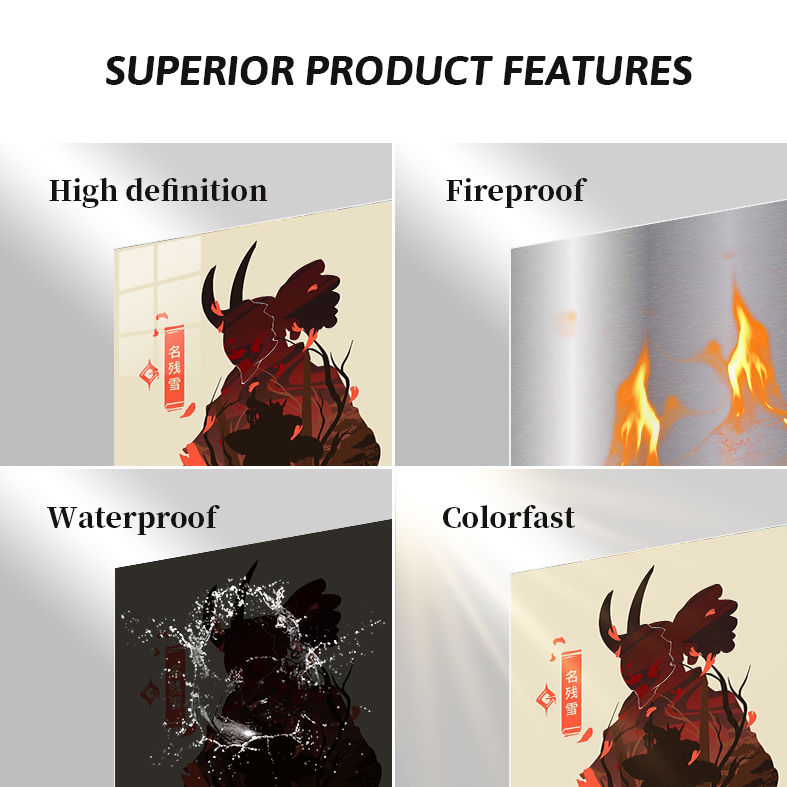 SUPERIOR PRODUCT FEATURES
High definition
Fireproof
名残雪
Waterproof
Colorfast
名残雪